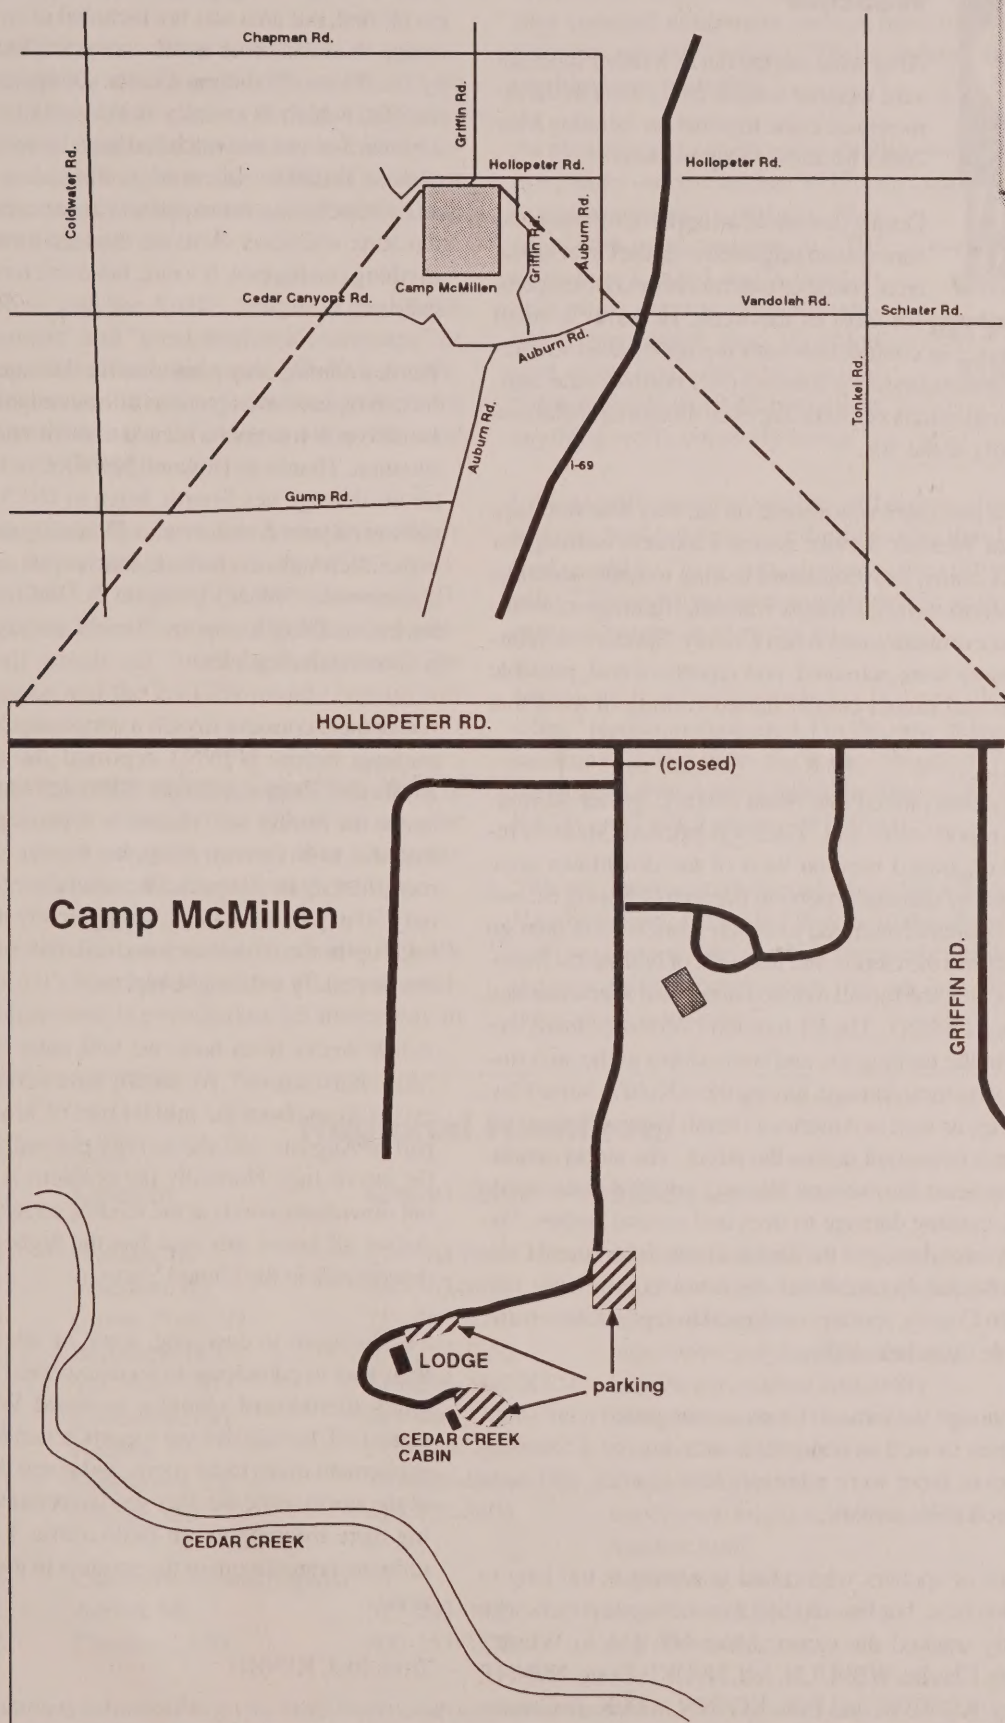 Chapman Rd.
Griffin Rd.
Coldwater Rd.
Hollopeter Rd.
Hollopeter Rd.
Griffin Rd.
Auburn Rd.
Camp McMillen
Cedar Canyons Rd.
Vandolah Rd.
Schlater Rd.
Auburn Rd.
Tonkel Rd.
Auburn Rd.
I-69
Gump Rd.
HOLLOPETER RD.
(closed)
Camp McMillen
GRIFFIN RD.
LODGE
parking
CEDAR CREEK
CABIN
CEDAR CREEK